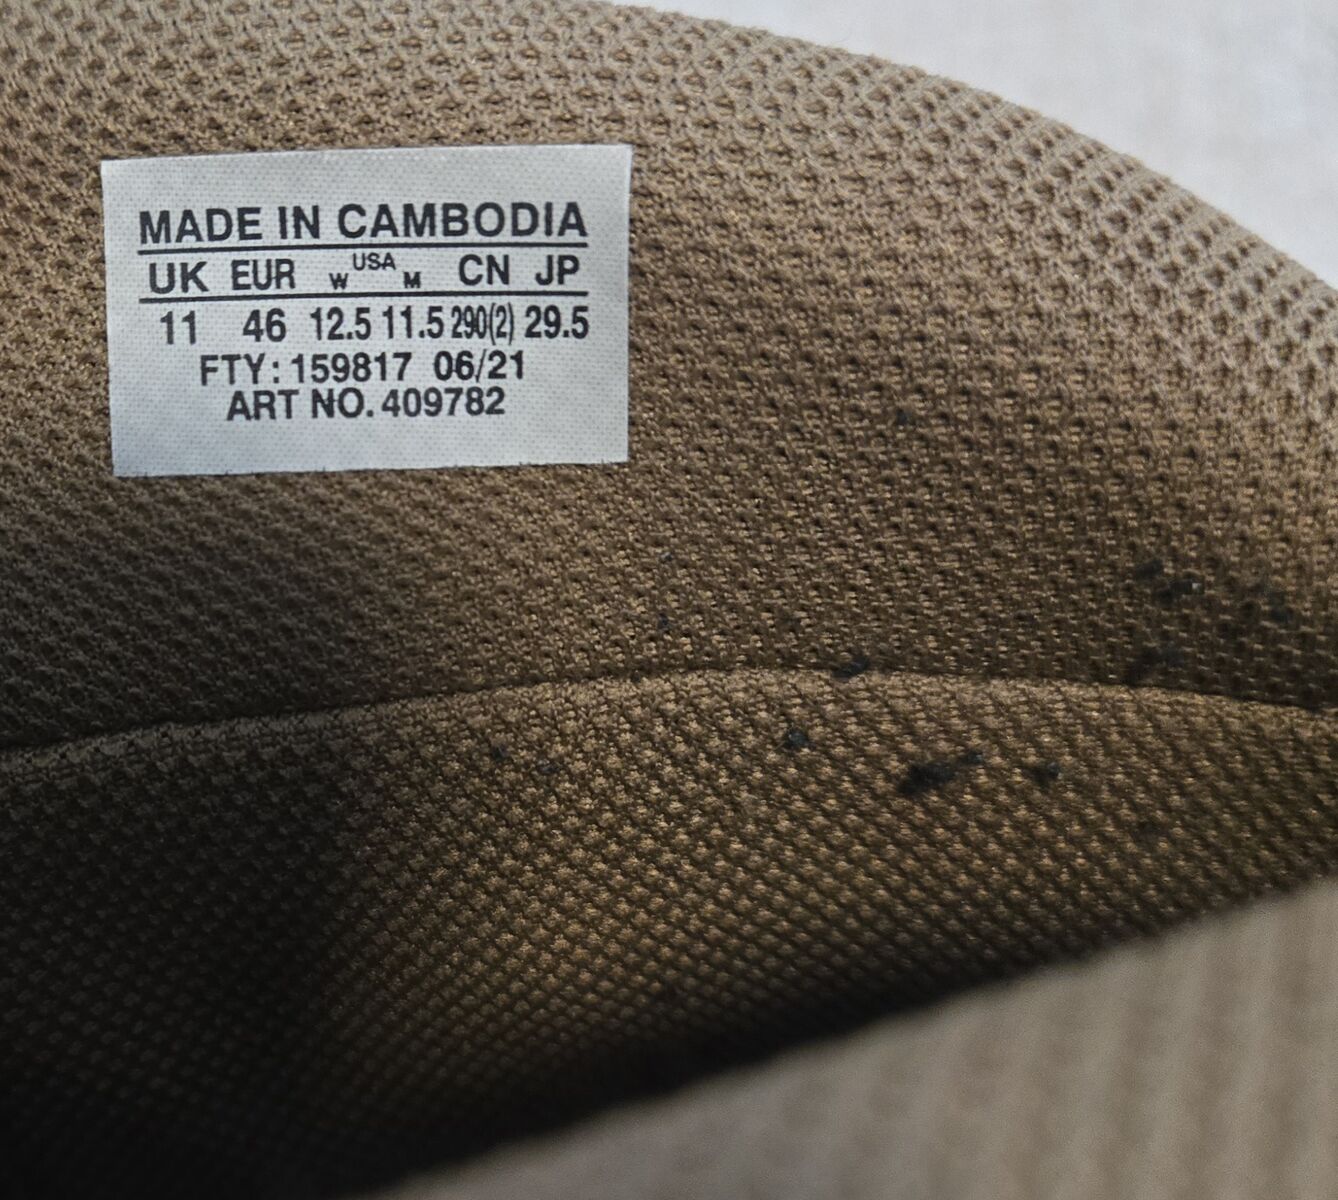 MADE IN CAMBODIA
UK EUR W USA M CN JP
11 46 12.5 11.5 290(2) 29.5
FTY: 159817 06/21
ART NO. 409782